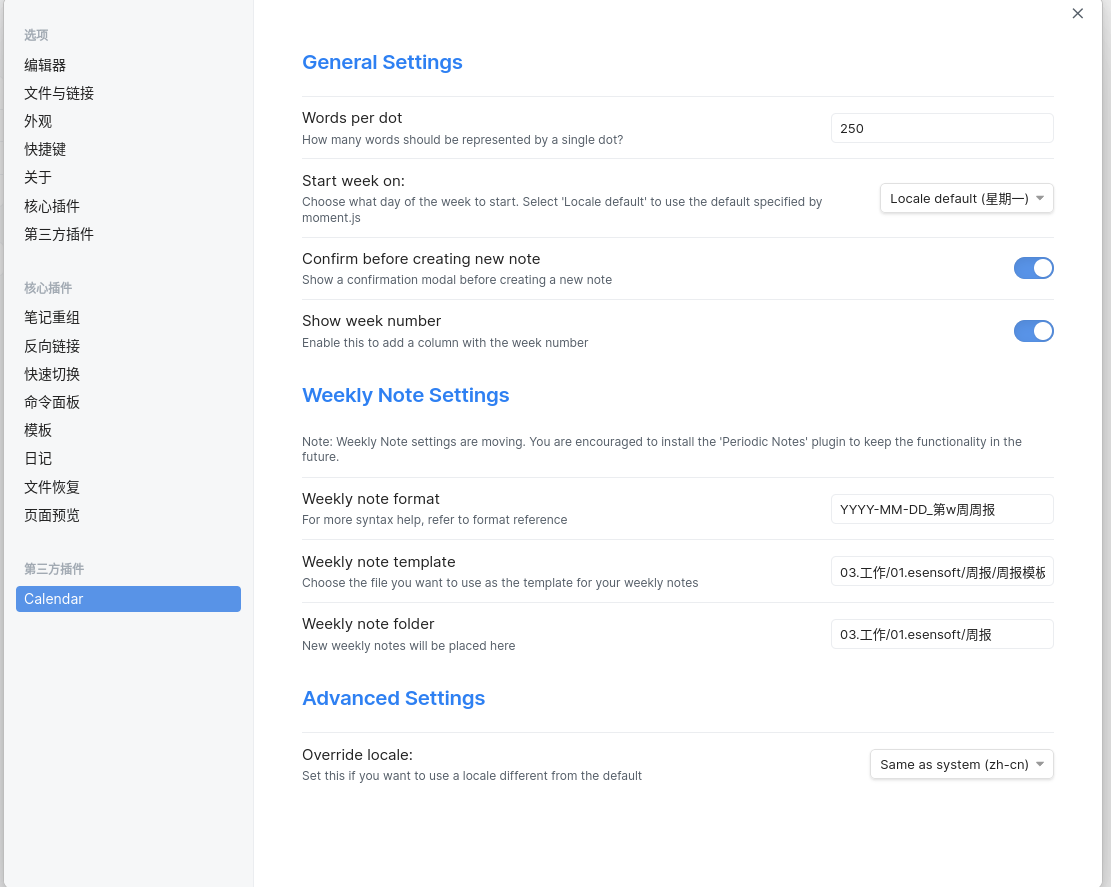 选项
编辑器
文件与链接
外观
快捷键
关于
核心插件
第三方插件
核心插件
笔记重组
反向链接
快速切换
命令面板
模板
日记
文件恢复
页面预览
第三方插件
Calendar
General Settings
Words per dot
How many words should be represented by a single dot?
250
Start week on:
Choose what day of the week to start. Select 'Locale default' to use the default specified by
moment.js
Locale default (星期一)
Confirm before creating new note
Show a confirmation modal before creating a new note
Show week number
Enable this to add a column with the week number
Weekly Note Settings
Note: Weekly Note settings are moving. You are encouraged to install the 'Periodic Notes' plugin to keep the functionality in the
future.
Weekly note format
For more syntax help, refer to format reference
YYYY-MM-DD_第w周周报
Weekly note template
Choose the file you want to use as the template for your weekly notes
03.工作/01.esensoft/周报/周报模板
Weekly note folder
New weekly notes will be placed here
03.工作/01.esensoft/周报
Advanced Settings
Override locale:
Set this if you want to use a locale different from the default
Same as system (zh-cn)